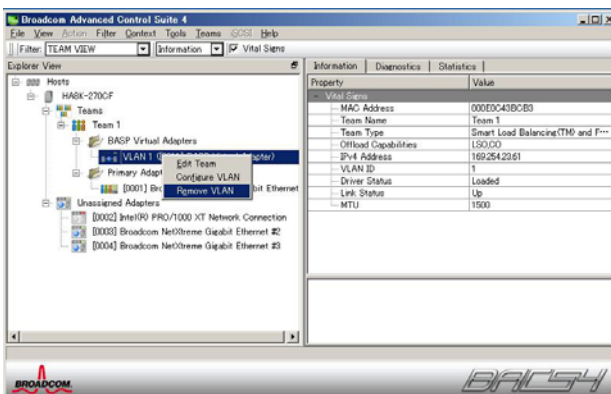 Broadcom Advanced Control Suite 4
File View Action Filter Context Tools Teams iSCSI Help
Filter: TEAM VIEW Information Vital Signs
Explorer View
Information Diagnostics Statistics
Property Value
Hosts
HA8K-270CF
Teams
Team 1
BASP Virtual Adapters
VLAN 1 Adapter)
Primary Adapt
[0001] Bro bit Ethernet
Unassigned Adapters
[0002] Intel(R) PRO/1000 XT Network Connection
[0003] Broadcom NetXtreme Gigabit Ethernet #2
[0004] Broadcom NetXtreme Gigabit Ethernet #3
Edit Team
Configure VLAN
Remove VLAN
Vital Signs
MAC Address 000E0C43BCB3
Team Name Team 1
Team Type Smart Load Balancing(TM) and F···
Offload Capabilities LSO,CO
IPv4 Address 169.254.23.61
VLAN ID 1
Driver Status Loaded
Link Status Up
MTU 1500
BROADCOM.
BACS4